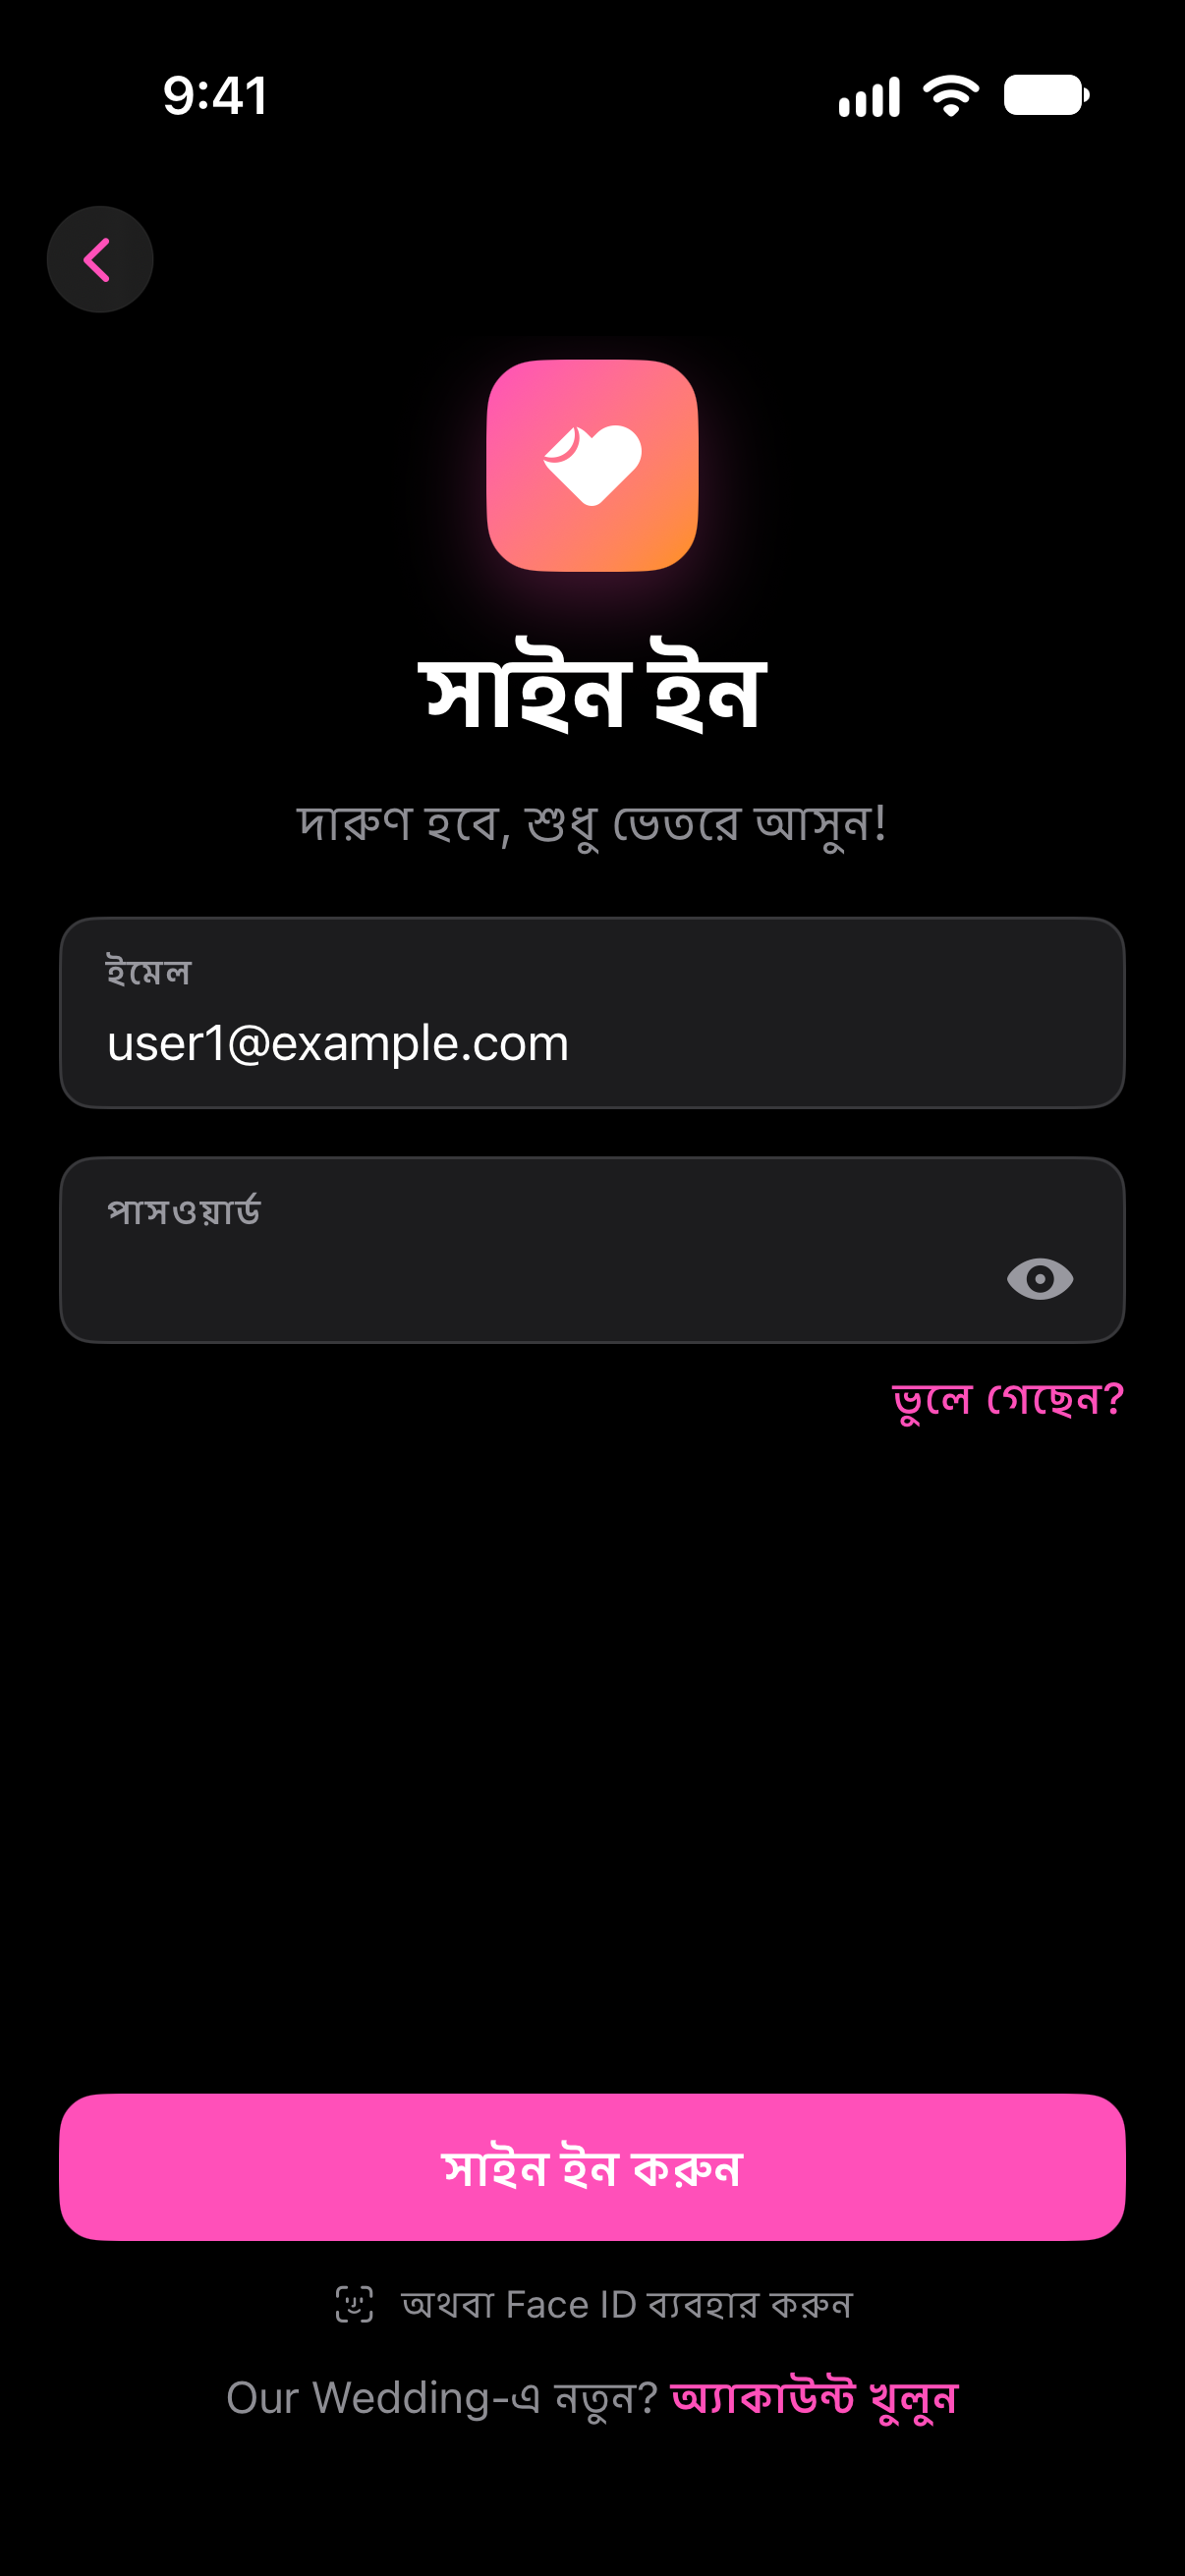 9:41
সাইন ইন
দারুণ হবে, শুধু ভেতরে আসুন!
ইমেল
user1@example.com
পাসওয়ার্ড
ভুলে গেছেন?
সাইন ইন করুন
অথবা Face ID ব্যবহার করুন
Our Wedding-এ নতুন? অ্যাকাউন্ট খুলুন